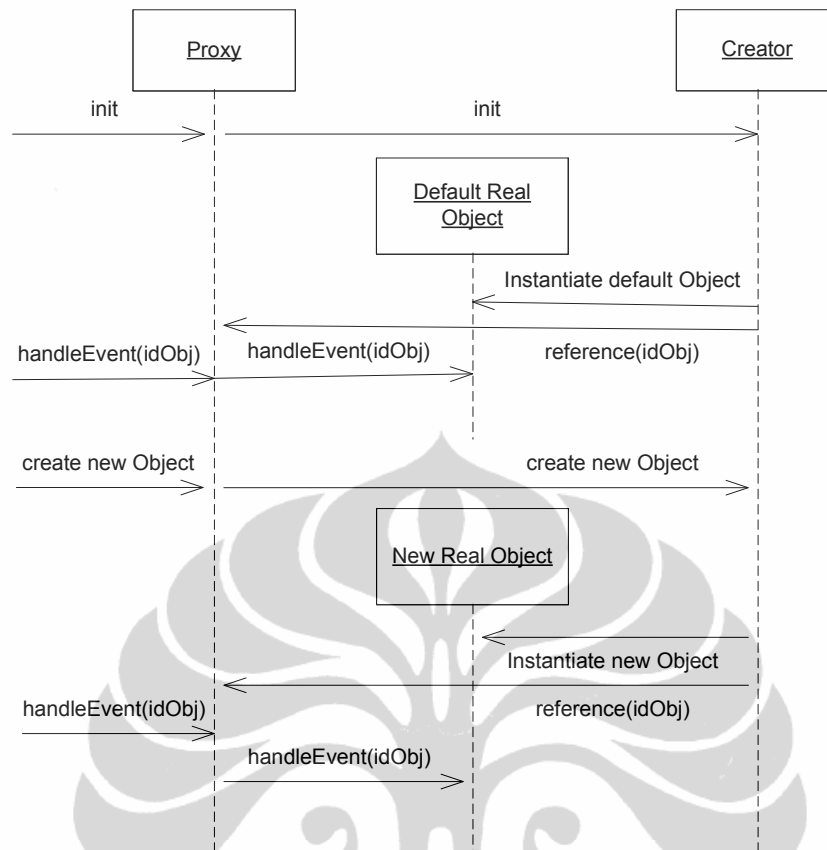 Proxy
Creator
init
init
Default Real
Object
Instantiate default Object
reference(idObj)
handleEvent(idObj)
handleEvent(idObj)
create new Object
create new Object
New Real Object
Instantiate new Object
reference(idObj)
handleEvent(idObj)
handleEvent(idObj)